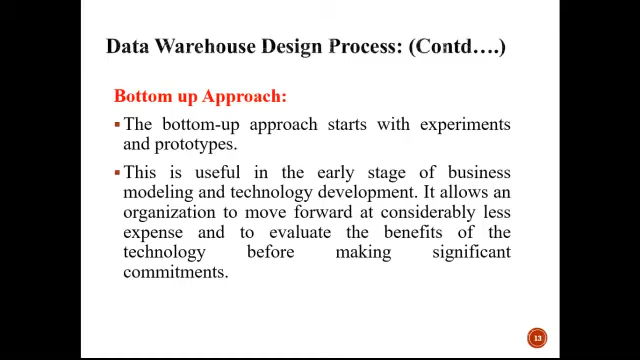 Data Warehouse Design Process: (Contd….)
Bottom up Approach:
▪The bottom-up approach starts with experiments
and prototypes.
▪This is useful in the early stage of business
modeling and technology development. It allows an
organization to move forward at considerably less
expense and to evaluate the benefits of the
technology before making significant
commitments.
13